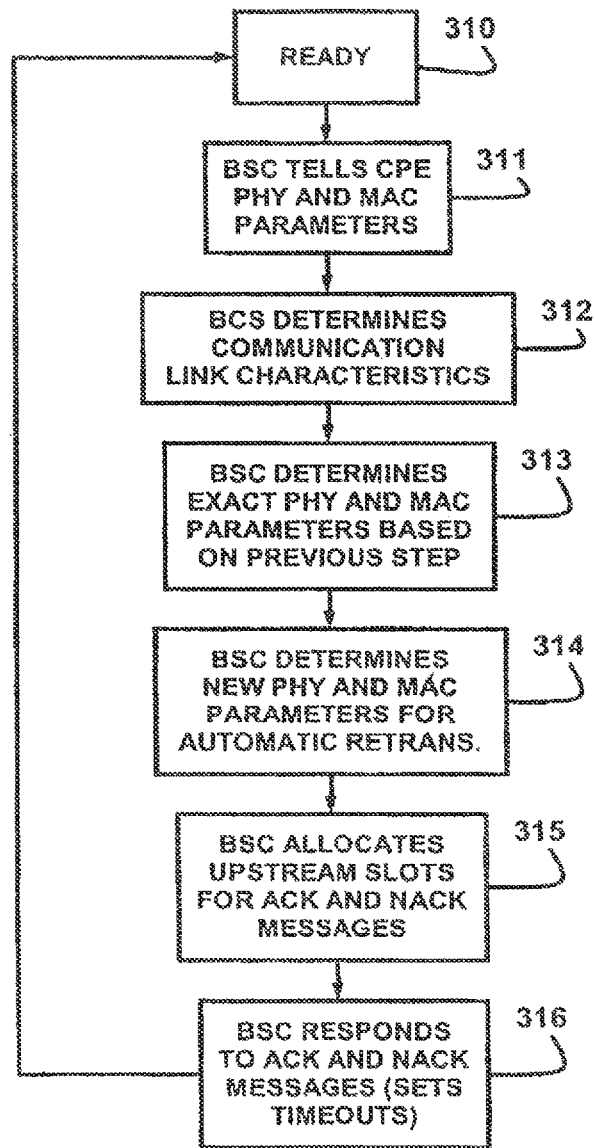 READY
310
BSC TELLS CPE
PHY AND MAC
PARAMETERS
311
BCS DETERMINES
COMMUNICATION
LINK CHARACTERISTICS
312
BSC DETERMINES
EXACT PHY AND MAC
PARAMETERS BASED
ON PREVIOUS STEP
313
BSC DETERMINES
NEW PHY AND MAC
PARAMETERS FOR
AUTOMATIC RETRANS.
314
BSC ALLOCATES
UPSTREAM SLOTS
FOR ACK AND NACK
MESSAGES
315
BSC RESPONDS
TO ACK AND NACK
MESSAGES (SETS
TIMEOUTS)
316